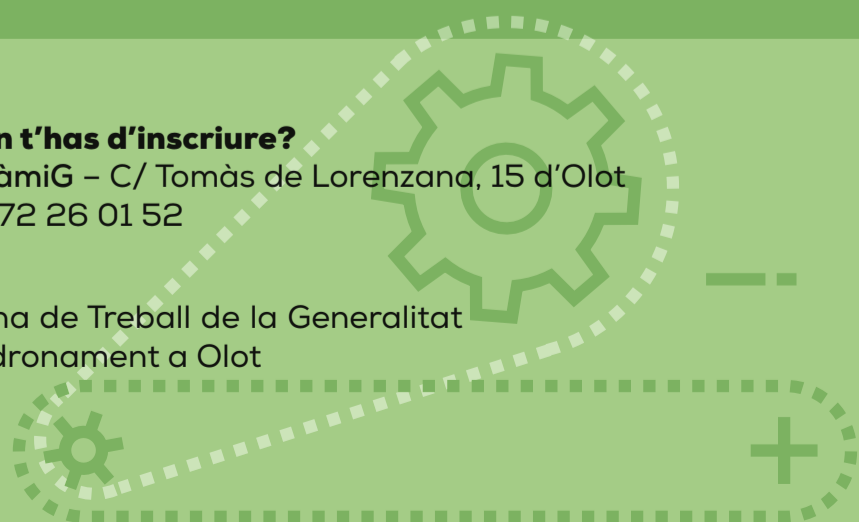 t'has d'inscriure?
àmiG – C/ Tomàs de Lorenzana, 15 d'Olot
72 26 01 52
de Treball de la Generalitat
dronament a Olot